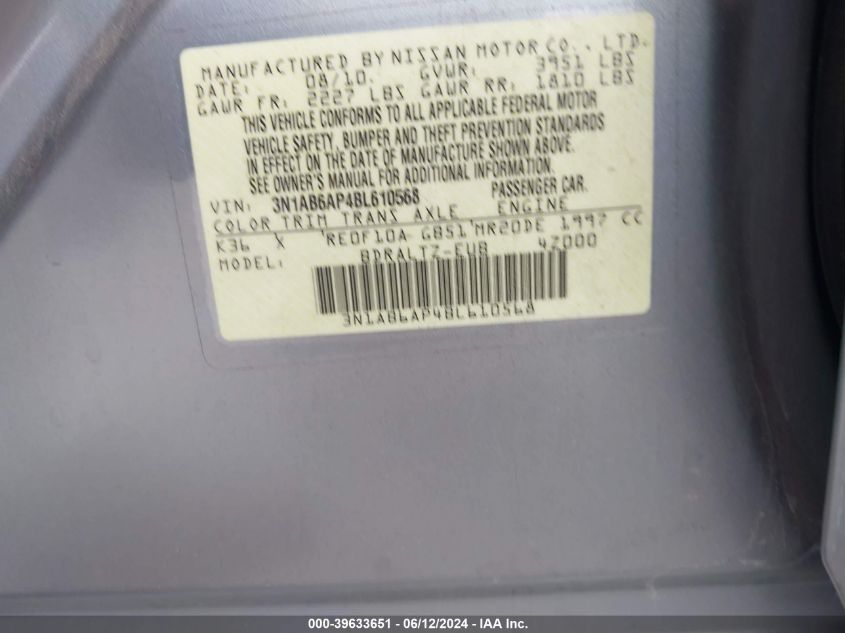 MANUFACTURED BY NISSAN MOTOR CO., LTD.
DATE: 08/10. GVWR: 3951 LBS
GAWR FR: 2227 LBS GAWR RR: 1810 LBS
THIS VEHICLE CONFORMS TO ALL APPLICABLE FEDERAL MOTOR
VEHICLE SAFETY, BUMPER AND THEFT PREVENTION STANDARDS
IN EFFECT ON THE DATE OF MANUFACTURE SHOWN ABOVE.
SEE OWNER'S MANUAL FOR ADDITIONAL INFORMATION.
VIN: 3N1AB6AP4BL610568 PASSENGER CAR.
COLOR TRIM TRANS AXLE ENGINE
K36 X RE0F10A GB51 MR20DE 1997 CC
MODEL: BDRALTZ-EUB 4Z000
3N1AB6AP4BL610568
000-39633651 / 06/12/2024 - IAA Inc.